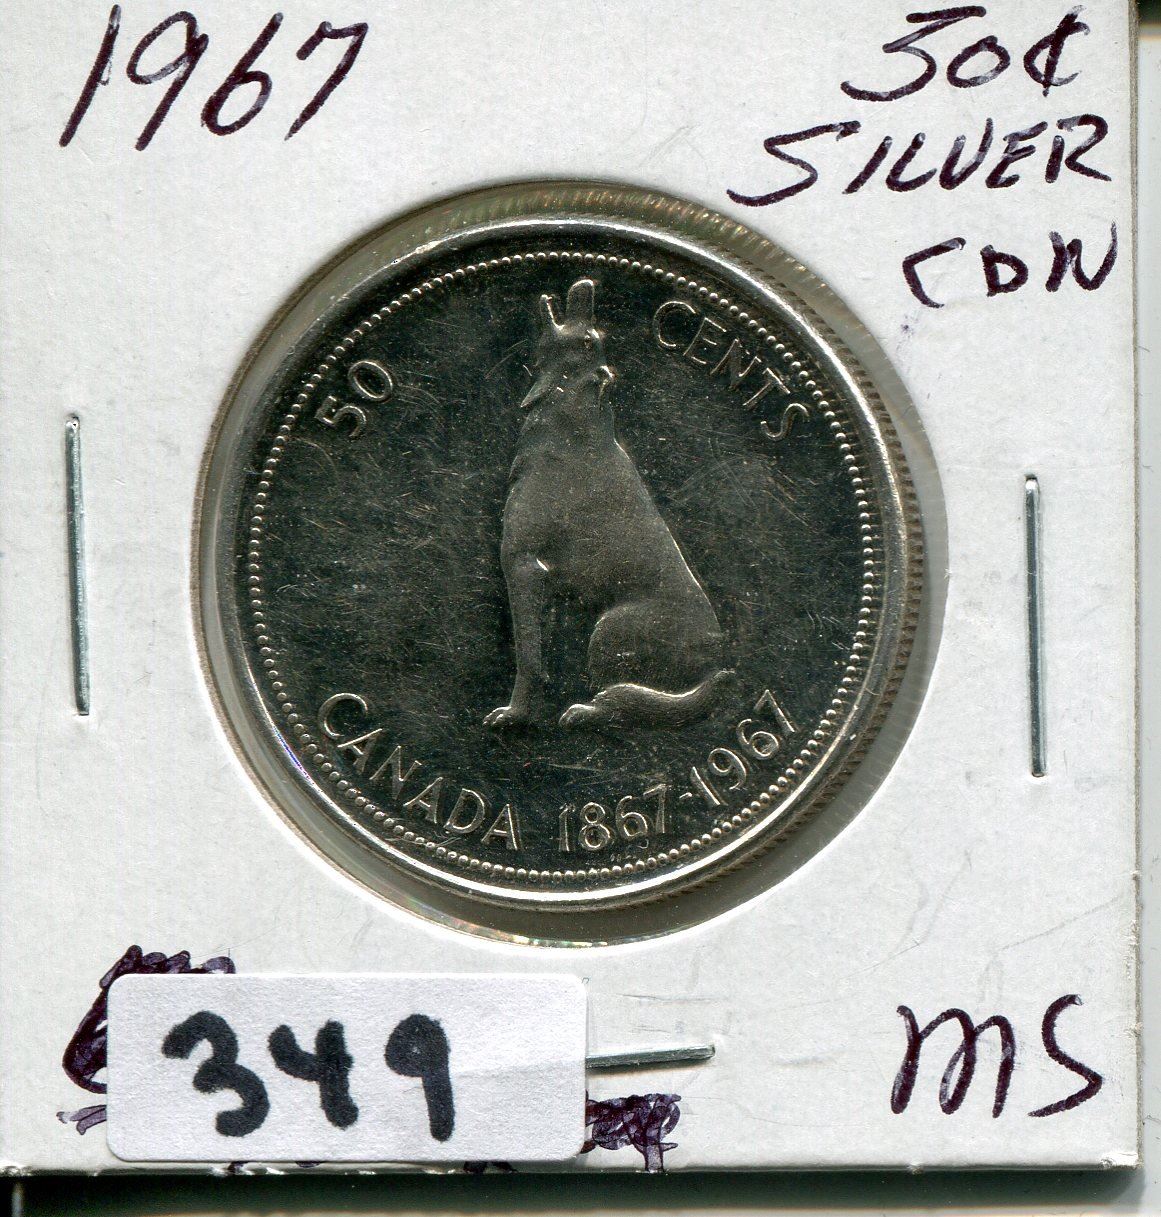 1967
50¢
SILVER
CDN
50 CENTS
CANADA 1867-1967
349
MS